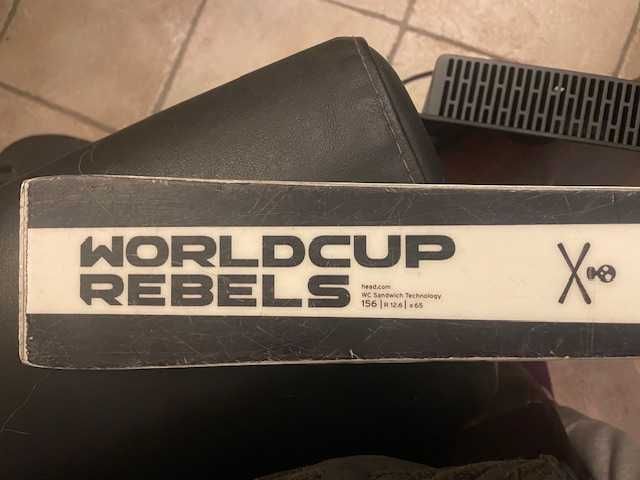 WORLDCUP
REBELS
head.com
WC Sandwich Technology
156 | R 12.6 | x 65